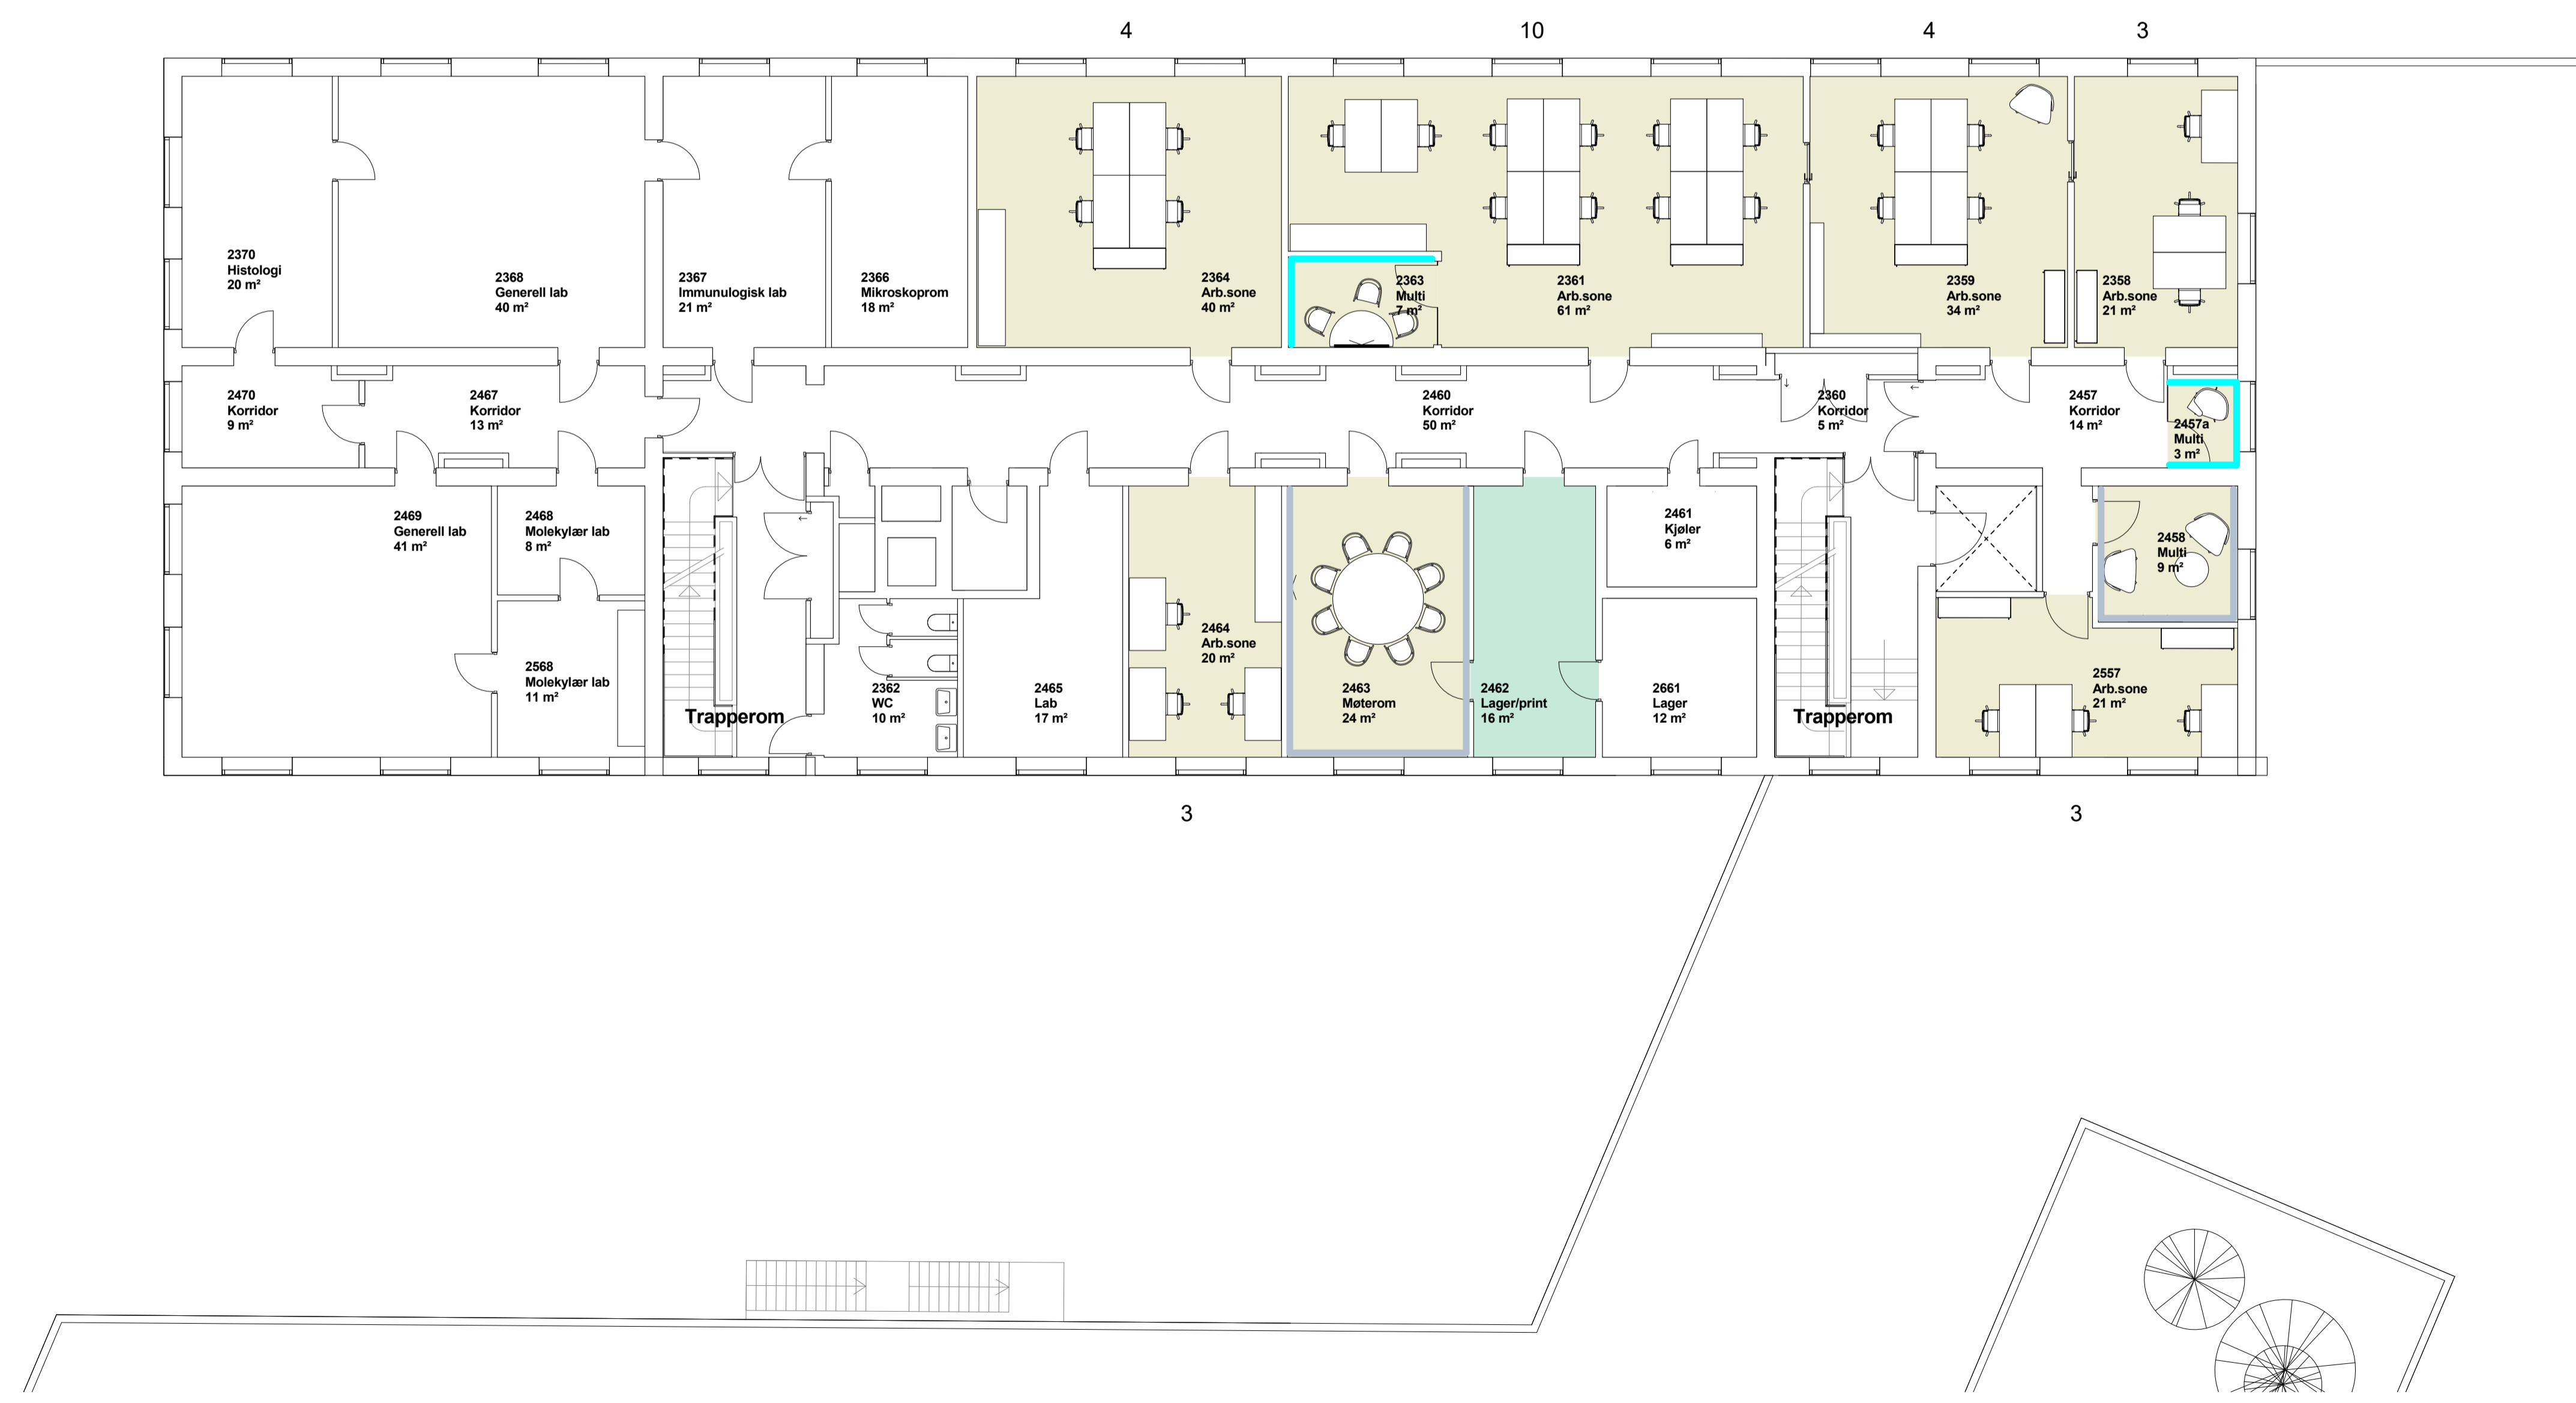 4
10
4
3
2370
Histologi
20 m²
2368
Generell lab
40 m²
2367
Immunulogisk lab
21 m²
2366
Mikroskoprom
18 m²
2364
Arb.sone
40 m²
2363
Multi
7 m²
2361
Arb.sone
61 m²
2359
Arb.sone
34 m²
2358
Arb.sone
21 m²
2470
Korridor
9 m²
2467
Korridor
13 m²
2460
Korridor
50 m²
2360
Korridor
5 m²
2457
Korridor
14 m²
2457a
Multi
3 m²
2469
Generell lab
41 m²
2468
Molekylær lab
8 m²
2461
Kjøler
6 m²
2458
Multi
9 m²
2568
Molekylær lab
11 m²
Trapperom
2362
WC
10 m²
2465
Lab
17 m²
2464
Arb.sone
20 m²
2463
Møterom
24 m²
2462
Lager/print
16 m²
2661
Lager
12 m²
Trapperom
2557
Arb.sone
21 m²
3
3